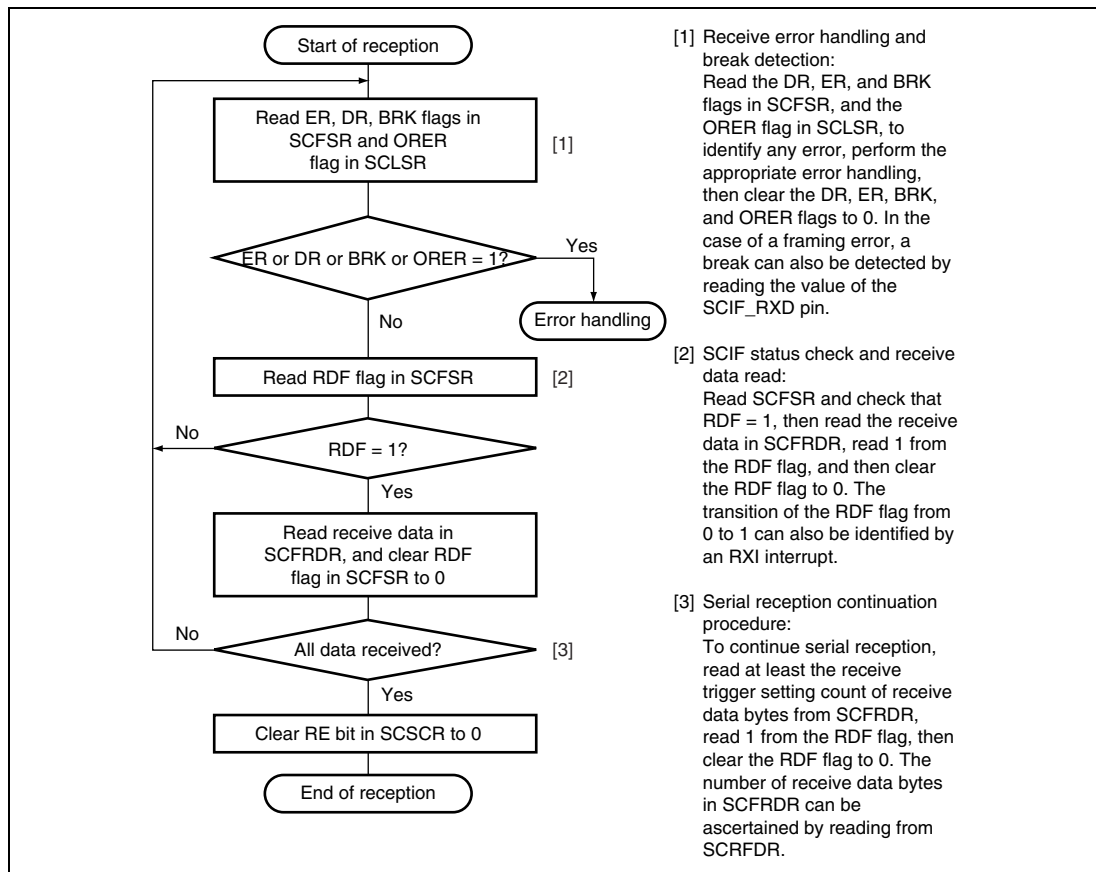 Start of reception
Read ER, DR, BRK flags in
SCFSR and ORER
flag in SCLSR
[1]
ER or DR or BRK or ORER = 1?
Yes
Error handling
No
Read RDF flag in SCFSR
[2]
No
RDF = 1?
Yes
Read receive data in
SCFRDR, and clear RDF
flag in SCFSR to 0
No
All data received?
[3]
Yes
Clear RE bit in SCSCR to 0
End of reception
[1] Receive error handling and
break detection:
Read the DR, ER, and BRK
flags in SCFSR, and the
ORER flag in SCLSR, to
identify any error, perform the
appropriate error handling,
then clear the DR, ER, BRK,
and ORER flags to 0. In the
case of a framing error, a
break can also be detected by
reading the value of the
SCIF_RXD pin.
[2] SCIF status check and receive
data read:
Read SCFSR and check that
RDF = 1, then read the receive
data in SCFRDR, read 1 from
the RDF flag, and then clear
the RDF flag to 0. The
transition of the RDF flag from
0 to 1 can also be identified by
an RXI interrupt.
[3] Serial reception continuation
procedure:
To continue serial reception,
read at least the receive
trigger setting count of receive
data bytes from SCFRDR,
read 1 from the RDF flag, then
clear the RDF flag to 0. The
number of receive data bytes
in SCFRDR can be
ascertained by reading from
SCRFDR.